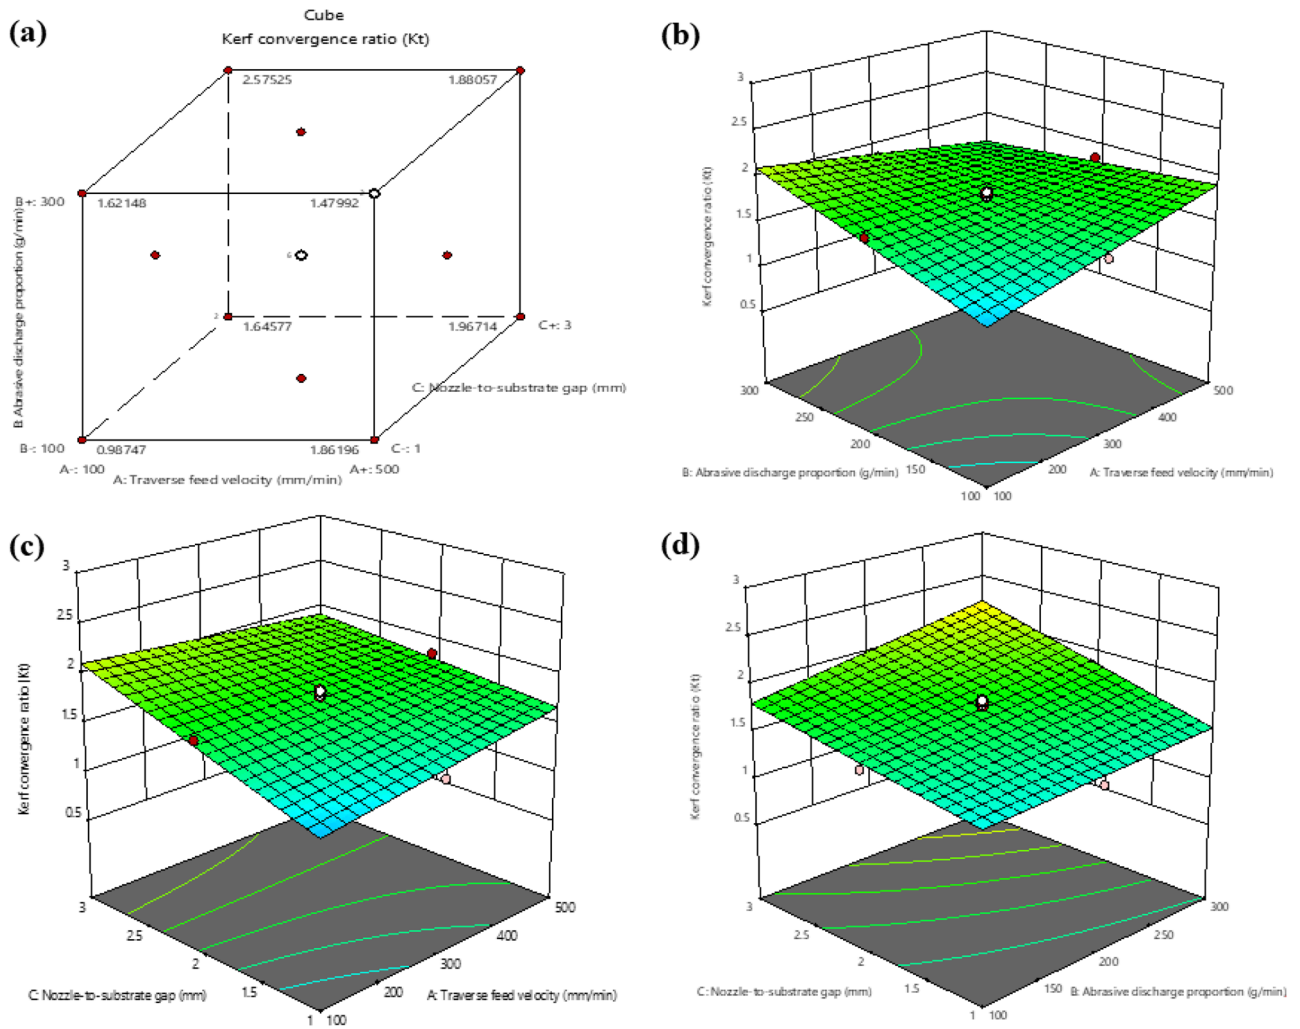 (a)
Cube
Kerf convergence ratio (Kt)
2.57525
1.88057
B+: 300
1.62148
2
1.47992
6
B: Abrasive discharge proportion (g/min)
2
1.64577
1.96714
C+: 3
C: Nozzle-to-substrate gap (mm)
B-: 100
0.98747
1.86196
C-: 1
A-: 100
A+: 500
A: Traverse feed velocity (mm/min)
(b)
3
2.5
2
1.5
1
0.5
Kerf convergence ratio (Kt)
300
250
200
150
100
B: Abrasive discharge proportion (g/min)
100
200
300
400
500
A: Traverse feed velocity (mm/min)
(c)
3
2.5
2
1.5
1
0.5
Kerf convergence ratio (Kt)
3
2.5
2
1.5
1
C: Nozzle-to-substrate gap (mm)
100
200
300
400
500
A: Traverse feed velocity (mm/min)
(d)
3
2.5
2
1.5
1
0.5
Kerf convergence ratio (Kt)
3
2.5
2
1.5
1
C: Nozzle-to-substrate gap (mm)
100
150
200
250
300
B: Abrasive discharge proportion (g/min)